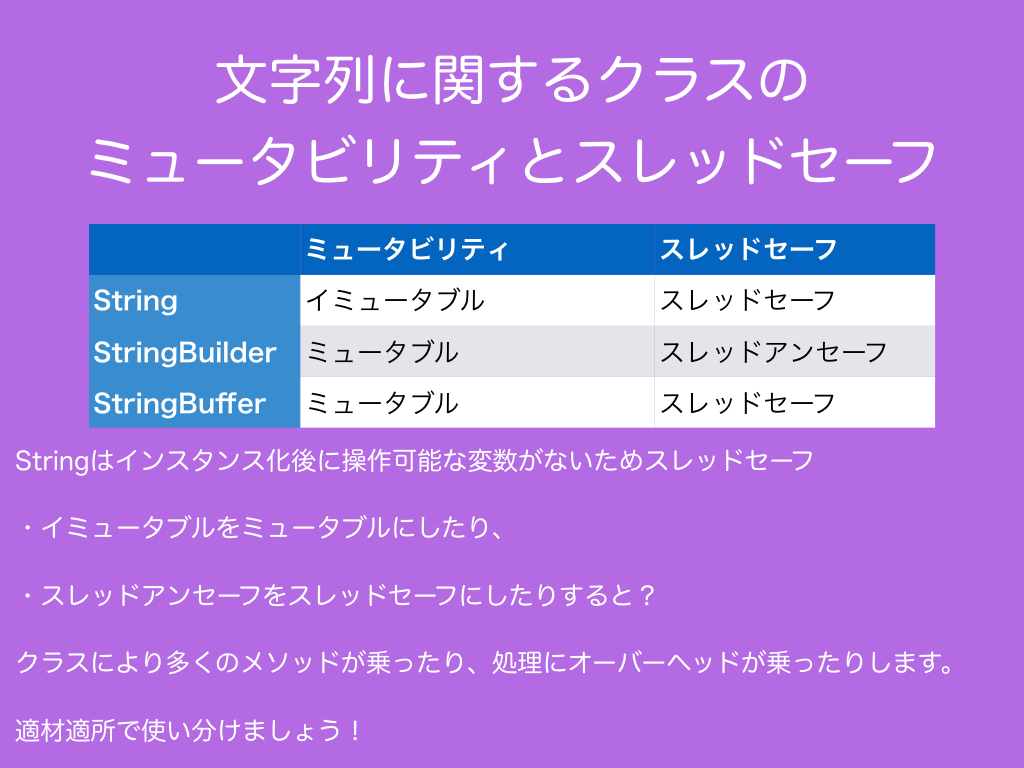 文字列に関するクラスの
ミュータビリティとスレッドセーフ
ミュータビリティ スレッドセーフ
String イミュータブル スレッドセーフ
StringBuilder ミュータブル スレッドアンセーフ
StringBuffer ミュータブル スレッドセーフ
Stringはインスタンス化後に操作可能な変数がないためスレッドセーフ
・イミュータブルをミュータブルにしたり、
・スレッドアンセーフをスレッドセーフにしたりすると？
クラスにより多くのメソッドが乗ったり、処理にオーバーヘッドが乗ったりします。
適材適所で使い分けましょう！